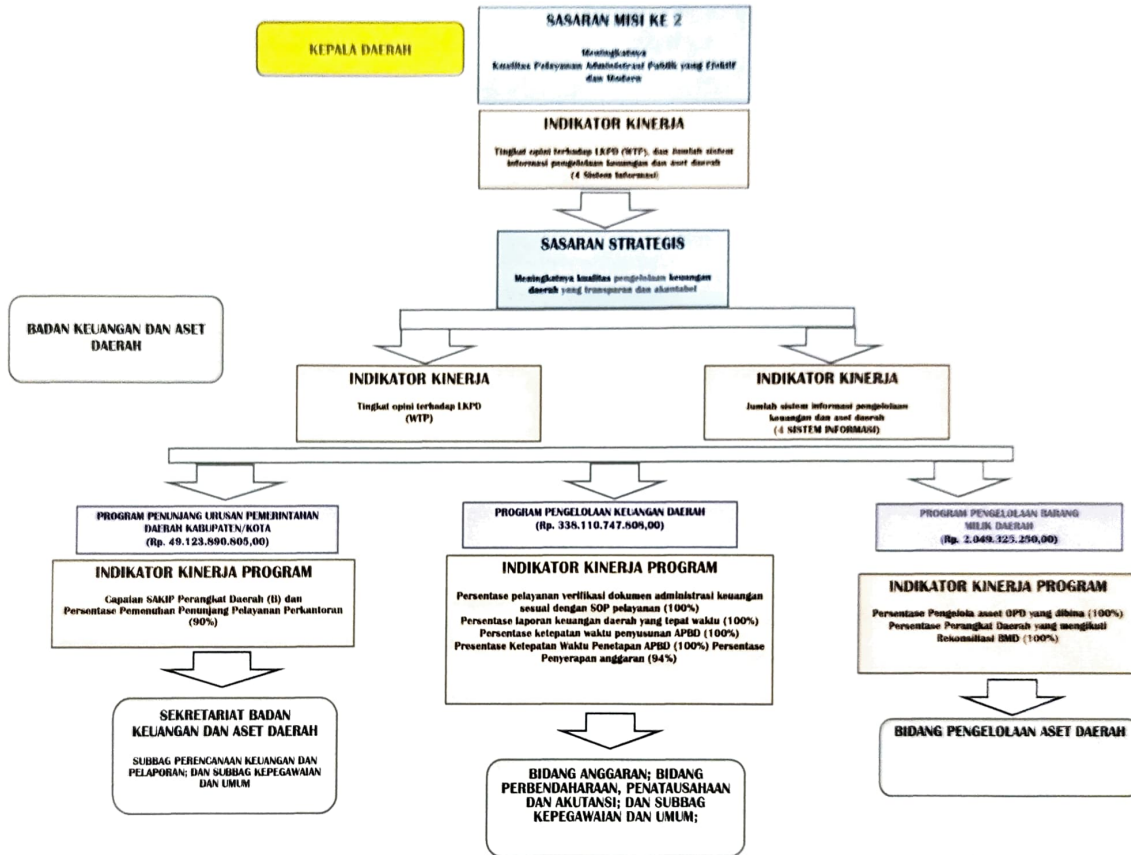 KEPALA DAERAH
SASARAN MISI KE 2
Meningkatnya
Kualitas Pelayanan Administrasi Publik yang Efektif
dan Modern
INDIKATOR KINERJA
Tingkat opini terhadap LKPD (WTP), dan Jumlah sistem
informasi pengelolaan keuangan dan aset daerah
(4 Sistem Informasi)
SASARAN STRATEGIS
Meningkatnya kualitas pengelolaan keuangan
daerah yang transparan dan akuntabel
BADAN KEUANGAN DAN ASET
DAERAH
INDIKATOR KINERJA
Tingkat opini terhadap LKPD
(WTP)
INDIKATOR KINERJA
Jumlah sistem informasi pengelolaan
keuangan dan aset daerah
(4 SISTEM INFORMASI)
PROGRAM PENUNJANG URUSAN PEMERINTAHAN
DAERAH KABUPATEN/KOTA
(Rp. 49.123.890.805,00)
INDIKATOR KINERJA PROGRAM
Capaian SAKIP Perangkat Daerah (B) dan
Persentase Pemenuhan Penunjang Pelayanan Perkantoran
(90%)
SEKRETARIAT BADAN
KEUANGAN DAN ASET DAERAH
SUBBAG PERENCANAAN KEUANGAN DAN
PELAPORAN; DAN SUBBAG KEPEGAWAIAN
DAN UMUM
PROGRAM PENGELOLAAN KEUANGAN DAERAH
(Rp. 338.110.747.808,00)
INDIKATOR KINERJA PROGRAM
Persentase pelayanan verifikasi dokumen administrasi keuangan
sesuai dengan SOP pelayanan (100%)
Persentase laporan keuangan daerah yang tepat waktu (100%)
Persentase ketepatan waktu penyusunan APBD (100%)
Presentase Ketepatan Waktu Penetapan APBD (100%) Persentase
Penyerapan anggaran (94%)
BIDANG ANGGARAN; BIDANG
PERBENDAHARAAN, PENATAUSAHAAN
DAN AKUTANSI; DAN SUBBAG
KEPEGAWAIAN DAN UMUM;
PROGRAM PENGELOLAAN BARANG
MILIK DAERAH
(Rp. 2.049.325.250,00)
INDIKATOR KINERJA PROGRAM
Persentase Pengelola asset OPD yang dibina (100%)
Persentase Perangkat Daerah yang mengikuti
Rekonsiliasi BMD (100%)
BIDANG PENGELOLAAN ASET DAERAH